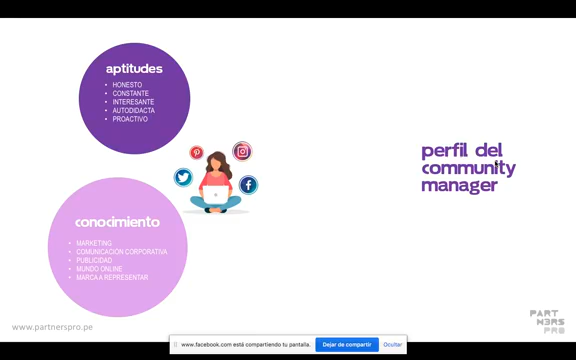 aptitudes
• HONESTO
• CONSTANTE
• INTERESANTE
• AUTODIDACTA
• PROACTIVO
perfil del
community
manager
conocimiento
• MARKETING
• COMUNICACIÓN CORPORATIVA
• PUBLICIDAD
• MUNDO ONLINE
• MARCA A REPRESENTAR
www.partnerspro.pe
PART
N3RS
PRO
www.facebook.com está compartiendo tu pantalla.
Dejar de compartir
Ocultar